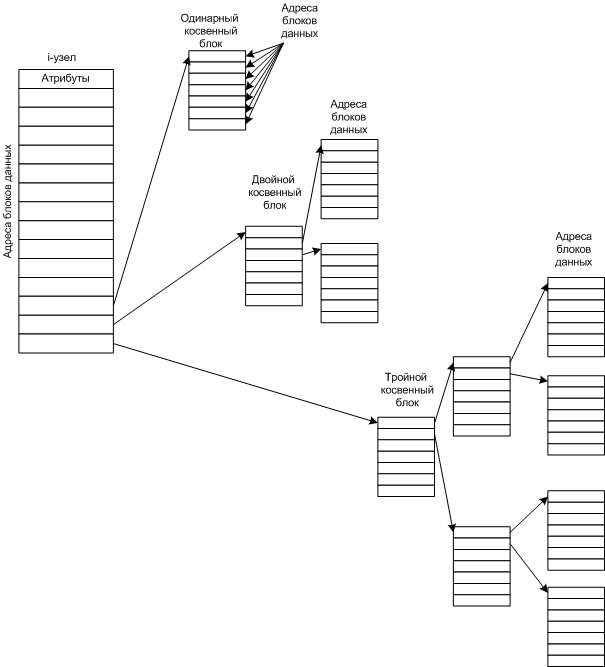 Одинарный
косвенный
блок
Адреса
блоков
данных
i-узел
Атрибуты
Адреса блоков данных
Адреса
блоков
данных
Двойной
косвенный
блок
Адреса
блоков
данных
Тройной
косвенный
блок